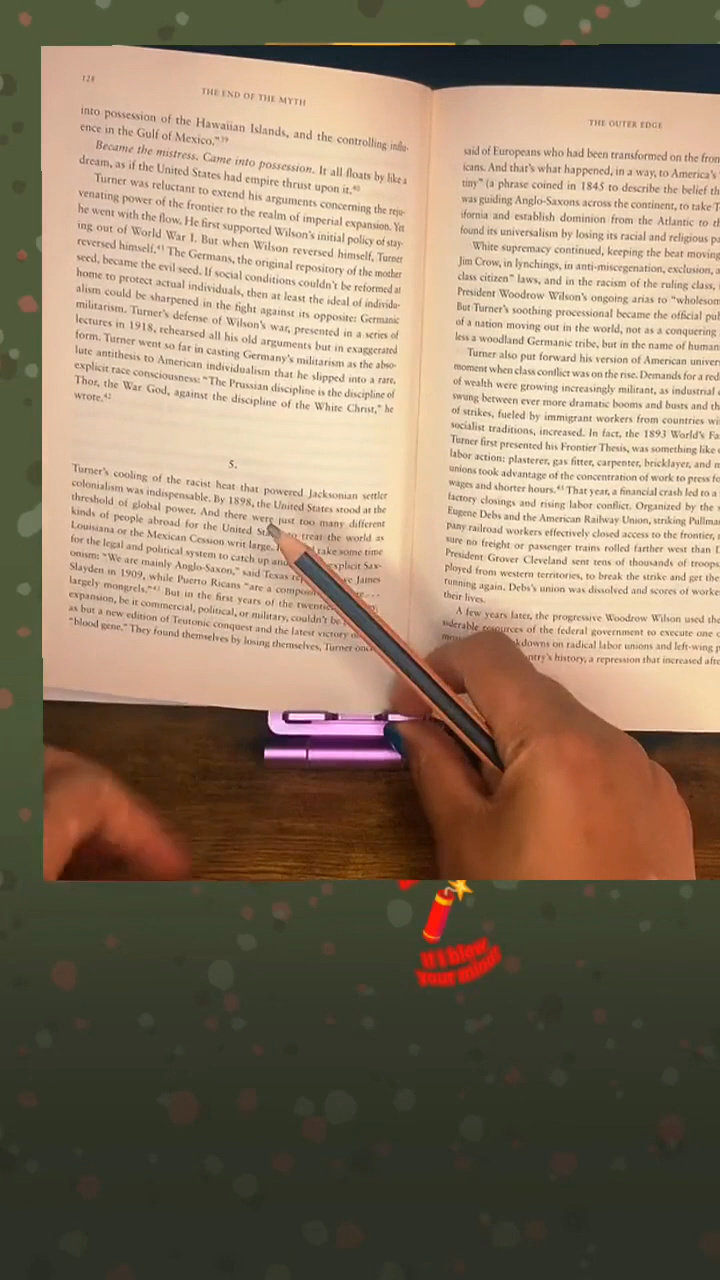 128
THE END OF THE MYTH
into possession of the Hawaiian Islands, and the controlling influ-
ence in the Gulf of Mexico."39
Became the mistress. Came into possession. It all floats by like a
dream, as if the United States had empire thrust upon it.40
Turner was reluctant to extend his arguments concerning the reju-
venating power of the frontier to the realm of imperial expansion. Yet
he went with the flow. He first supported Wilson's initial policy of stay-
ing out of World War I. But when Wilson reversed himself, Turner
reversed himself.41 The Germans, the original repository of the mother
seed, became the evil seed. If social conditions couldn't be reformed at
home to protect actual individuals, then at least the ideal of individu-
alism could be sharpened in the fight against its opposite: Germanic
militarism. Turner's defense of Wilson's war, presented in a series of
lectures in 1918, rehearsed all his old arguments but in exaggerated
form. Turner went so far in casting Germany's militarism as the abso-
lute antithesis to American individualism that he slipped into a rare,
explicit race consciousness: "The Prussian discipline is the discipline of
Thor, the War God, against the discipline of the White Christ," he
wrote.42
5.
Turner's cooling of the racist heat that powered Jacksonian settler
colonialism was indispensable. By 1898, the United States stood at the
threshold of global power. And there were just too many different
kinds of people abroad for the United to treat the world as
Louisiana or the Mexican Cession writ large. take some time
for the legal and political system to catch up explicit Sax-
onism: "We are mainly Anglo-Saxon," said Texas James
Slayden in 1909, while Puerto Ricans "are a
largely mongrels."43 But in the first years of the
expansion, be it commercial, political, or military, couldn't be
as but a new edition of Teutonic conquest and the latest victory
"blood gene." They found themselves by losing themselves, Turner once
THE OUTER EDGE
said of Europeans who had been transformed on the
icans. And that's what happened, in a way, to America's
tiny" (a phrase coined in 1845 to describe the belief
was guiding Anglo-Saxons across the continent, to take
ifornia and establish dominion from the Atlantic to
found its universalism by losing its racial and religious
White supremacy continued, keeping the beat moving
Jim Crow, in lynchings, in anti-miscegenation, exclusion,
class citizen" laws, and in the racism of the ruling class,
President Woodrow Wilson's ongoing arias to "wholesom
But Turner's soothing processional became the official
of a nation moving out in the world, not as a conquering
less a woodland Germanic tribe, but in the name of
Turner also put forward his version of American
moment when class conflict was on the rise. Demands for a
of wealth were growing increasingly militant, as industrial
swung between ever more dramatic booms and busts and
of strikes, fueled by immigrant workers from countries
socialist traditions, increased. In fact, the 1893 World's
Turner first presented his Frontier Thesis, was something like
labor action: plasterer, gas fitter, carpenter, bricklayer, and
unions took advantage of the concentration of work to press
wages and shorter hours.45 That year, a financial crash led to a
factory closings and rising labor conflict. Organized by the
Eugene Debs and the American Railway Union, striking
pany railroad workers effectively closed access to the frontier,
sure no freight or passenger trains rolled farther west than
President Grover Cleveland sent tens of thousands of troops
ployed from western territories, to break the strike and get the
running again. Debs's union was dissolved and scores of
their lives.
A few years later, the progressive Woodrow Wilson used
siderable resources of the federal government to execute one
on radical labor unions and left-wing
history, a repression that increased
If I blew
your mind!